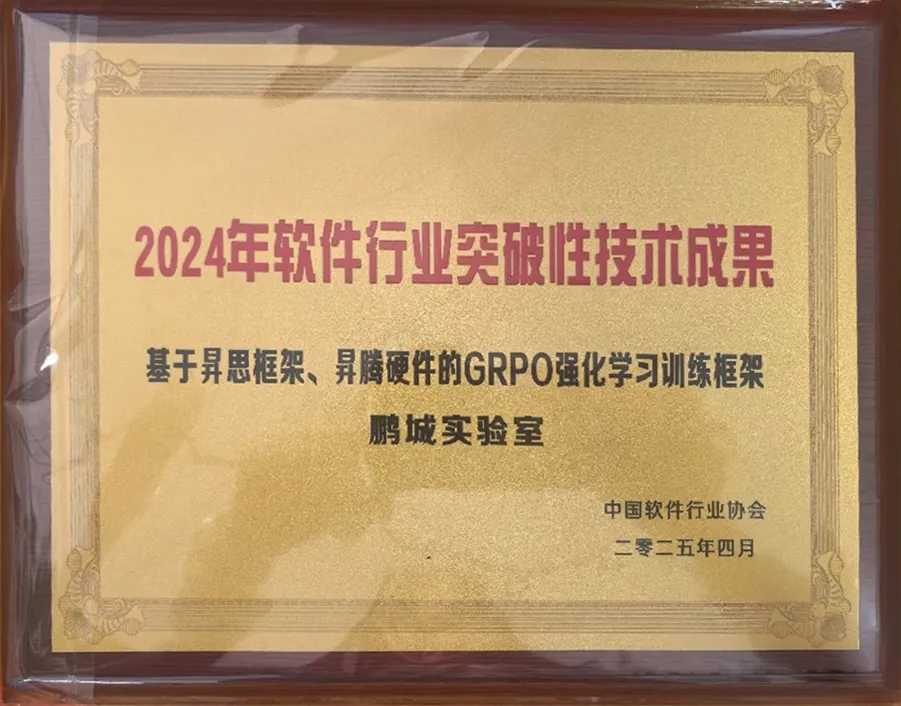 2024年软件行业突破性技术成果
基于昇思框架、昇腾硬件的GRPO强化学习训练框架
鹏城实验室
中国软件行业协会
二零二五年四月